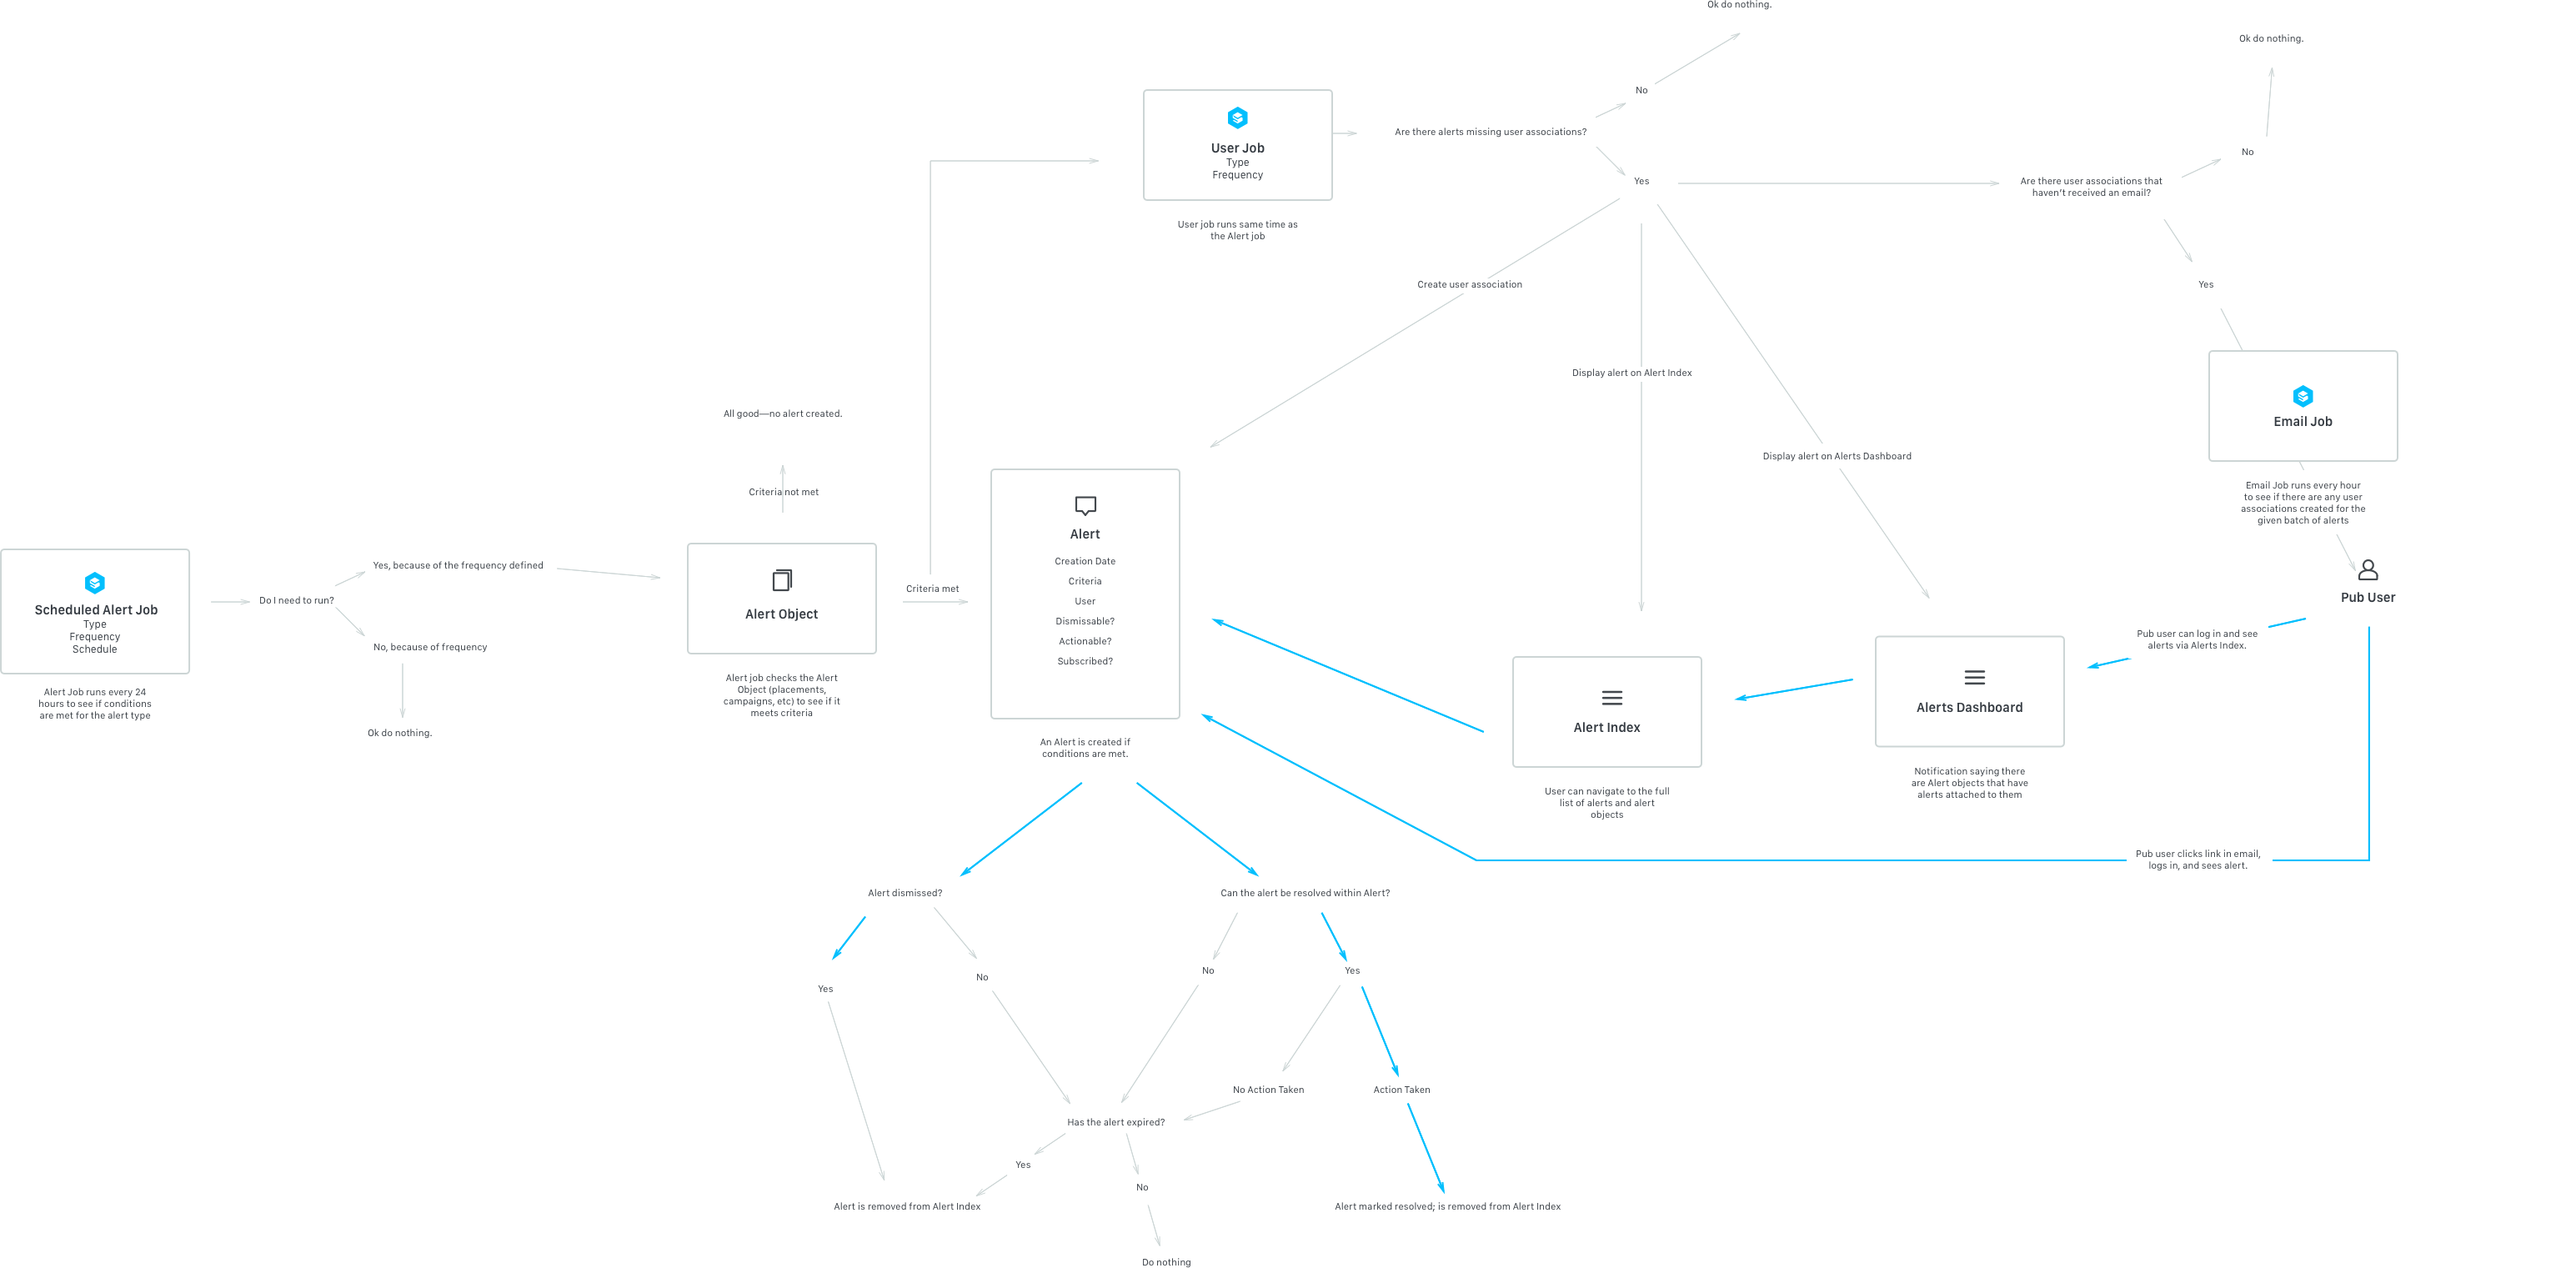 Ok do nothing.
Ok do nothing.
No
User Job
Type
Frequency
Are there alerts missing user associations?
No
Yes
Are there user associations that
haven't received an email?
User job runs same time as
the Alert job
Create user association
Yes
Display alert on Alert Index
All good—no alert created.
Email Job
Display alert on Alerts Dashboard
Criteria not met
Email Job runs every hour
to see if there are any user
associations created for the
given batch of alerts
Scheduled Alert Job
Type
Frequency
Schedule
Alert Job runs every 24
hours to see if conditions
are met for the alert type
Do I need to run?
Yes, because of the frequency defined
No, because of frequency
Ok do nothing.
Alert Object
Alert job checks the Alert
Object (placements,
campaigns, etc) to see if it
meets criteria
Criteria met
Alert
Creation Date
Criteria
User
Dismissable?
Actionable?
Subscribed?
An Alert is created if
conditions are met.
Pub User
Pub user can log in and see
alerts via Alerts Index.
Alert Index
User can navigate to the full
list of alerts and alert
objects
Alerts Dashboard
Notification saying there
are Alert objects that have
alerts attached to them
Pub user clicks link in email,
logs in, and sees alert.
Alert dismissed?
Can the alert be resolved within Alert?
Yes
No
No
Yes
No Action Taken
Action Taken
Has the alert expired?
Yes
No
Alert is removed from Alert Index
Alert marked resolved; is removed from Alert Index
Do nothing